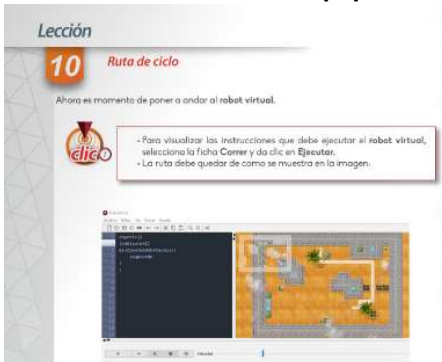 Lección
10
Ruta de ciclo
Ahora es momento de poner a andar al robot virtual.
clic
- Para visualizar las instrucciones que debe ejecutar el robot virtual,
selecciona la ficha Correr y da clic en Ejecutar.
- La ruta debe quedar de como se muestra en la imagen.